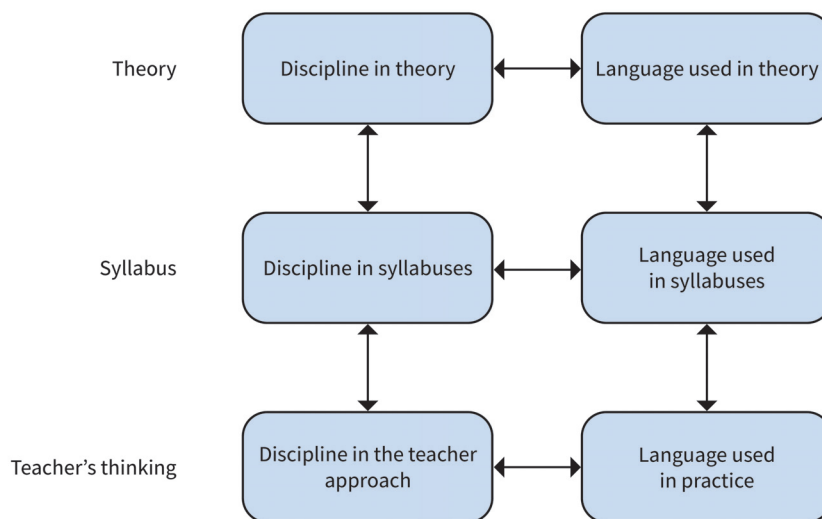 Theory
Discipline in theory
Language used in theory
Syllabus
Discipline in syllabuses
Language used
in syllabuses
Teacher’s thinking
Discipline in the teacher
approach
Language used
in practice